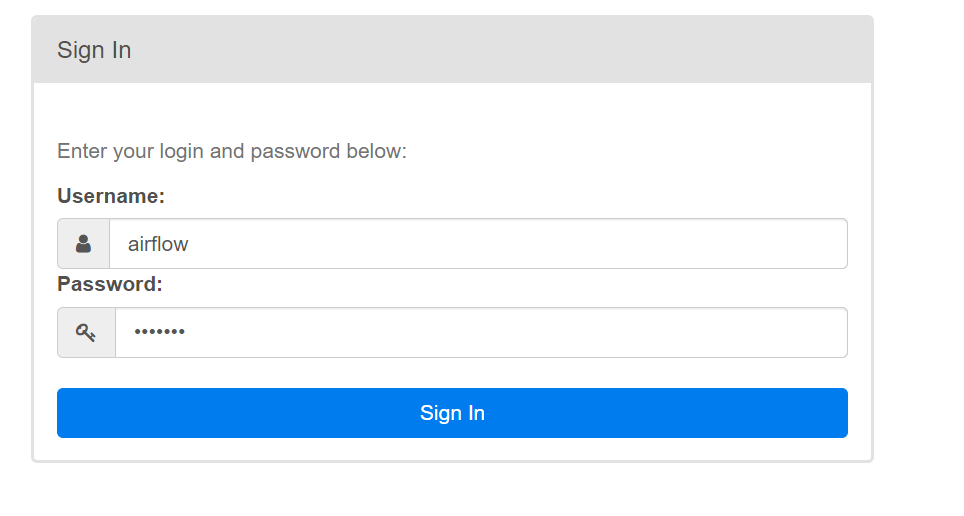 Sign In
Enter your login and password below:
Username:
airflow
Password:
•••••••
Sign In